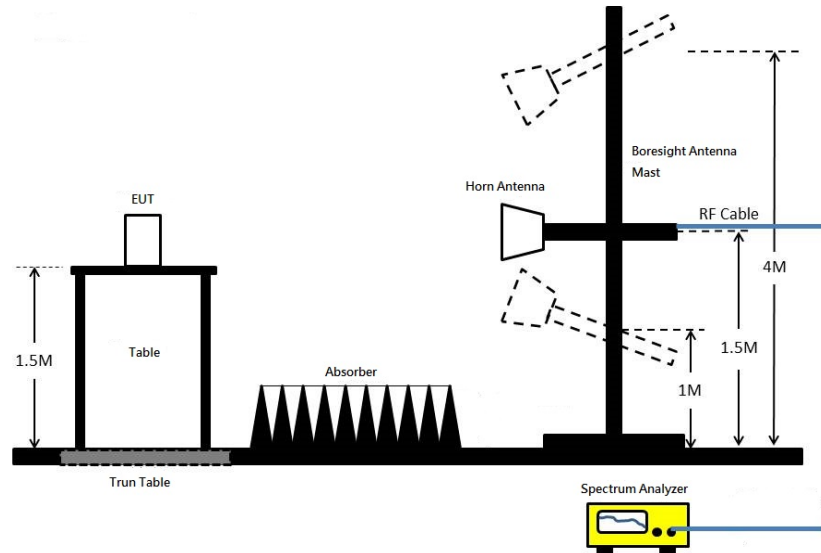 Boresight Antenna
Mast
Horn Antenna
EUT
RF Cable
4M
1.5M
Table
1.5M
Absorber
1M
Trun Table
Spectrum Analyzer